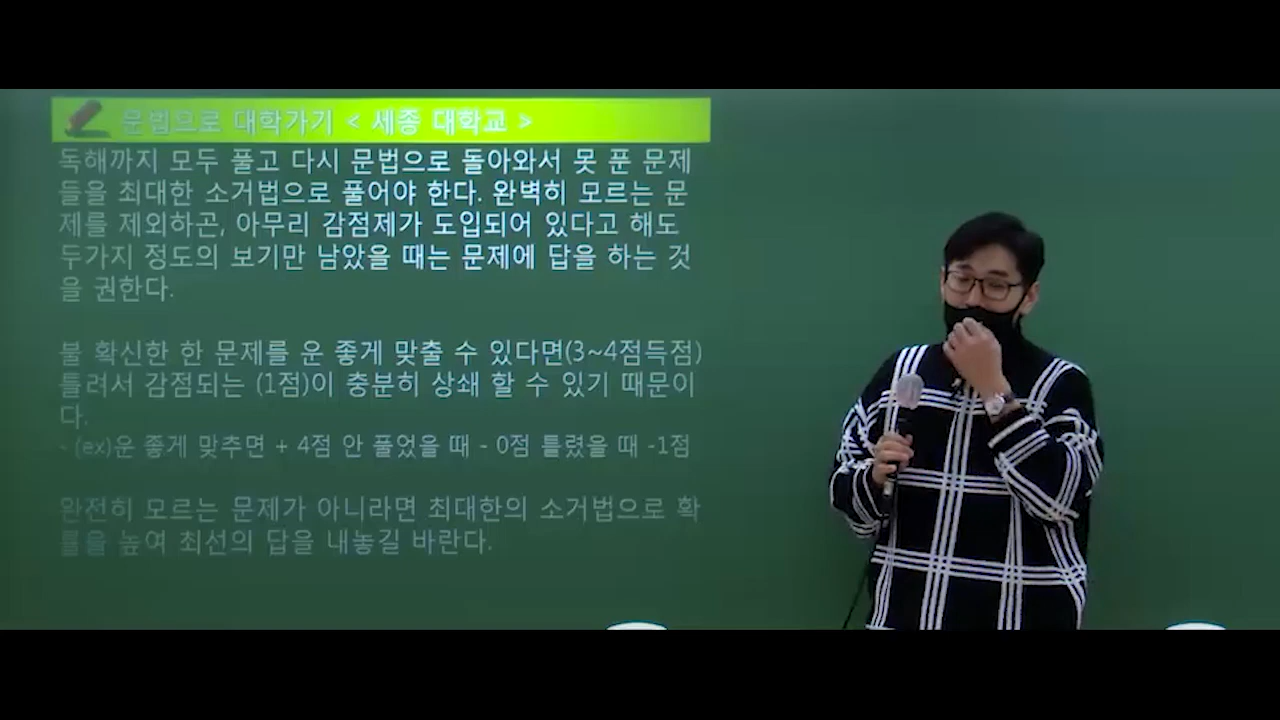 문법으로 대학가기 < 세종 대학교 >
독해까지 모두 풀고 다시 문법으로 돌아와서 못 푼 문제
들을 최대한 소거법으로 풀어야 한다. 완벽히 모르는 문
제를 제외하곤, 아무리 감점제가 도입되어 있다고 해도
두가지 정도의 보기만 남았을 때는 문제에 답을 하는 것
을 권한다.
불 확신한 한 문제를 운 좋게 맞출 수 있다면(3~4점득점)
틀려서 감점되는 (1점)이 충분히 상쇄 할 수 있기 때문이
다.
- (ex)운 좋게 맞추면 + 4점 안 풀었을 때 - 0점 틀렸을 때 -1점
완전히 모르는 문제가 아니라면 최대한의 소거법으로 확
률을 높여 최선의 답을 내놓길 바란다.